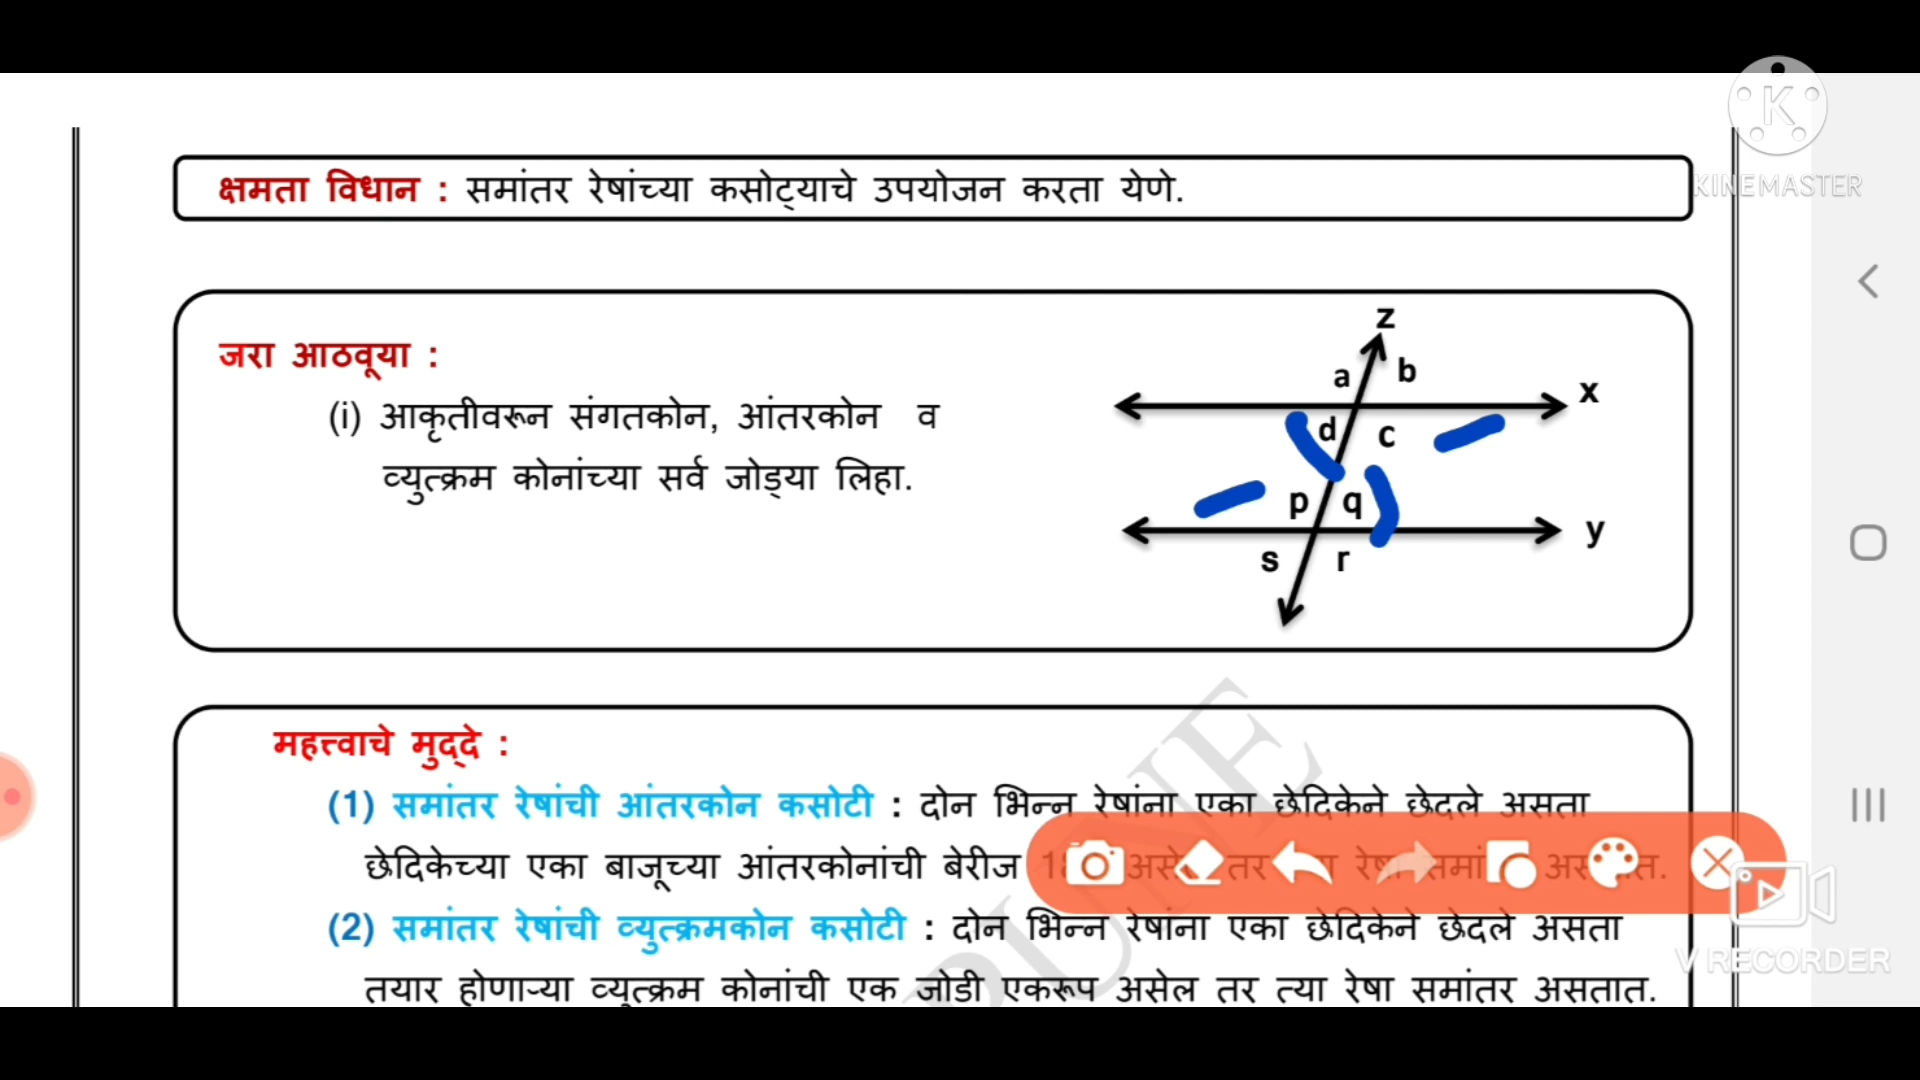 K
KINEMASTER
क्षमता विधान : समांतर रेषांच्या कसोट्याचे उपयोजन करता येणे.
जरा आठवूया :
(i) आकृतीवरून संगतकोन, आंतरकोन व
व्युत्क्रम कोनांच्या सर्व जोड्या लिहा.
z
a b
x
d c
p q
y
s r
महत्त्वाचे मुद्दे :
(1) समांतर रेषांची आंतरकोन कसोटी : दोन भिन्न रेषांना एका छेदिकेने छेदले असता
छेदिकेच्या एका बाजूच्या आंतरकोनांची बेरीज
(2) समांतर रेषांची व्युत्क्रमकोन कसोटी : दोन भिन्न रेषांना एका छेदिकेने छेदले असता
तयार होणाऱ्या व्युत्क्रम कोनांची एक जोडी एकरूप असेल तर त्या रेषा समांतर असतात.
PUNE
V RECORDER